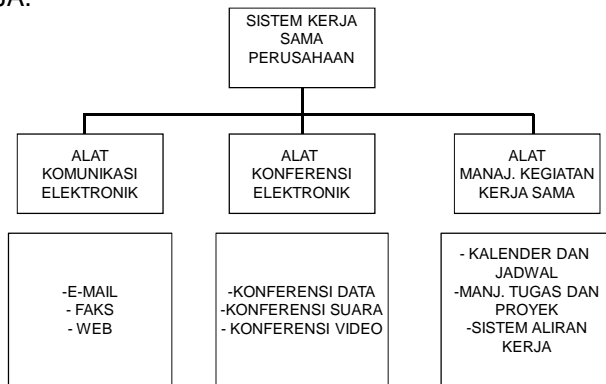 SA.
SISTEM KERJA
SAMA
PERUSAHAAN
ALAT
KOMUNIKASI
ELEKTRONIK
ALAT
KONFERENSI
ELEKTRONIK
ALAT
MANAJ. KEGIATAN
KERJA SAMA
-E-MAIL
- FAKS
- WEB
-KONFERENSI DATA
-KONFERENSI SUARA
- KONFERENSI VIDEO
- KALENDER DAN
JADWAL
-MANJ. TUGAS DAN
PROYEK
-SISTEM ALIRAN
KERJA